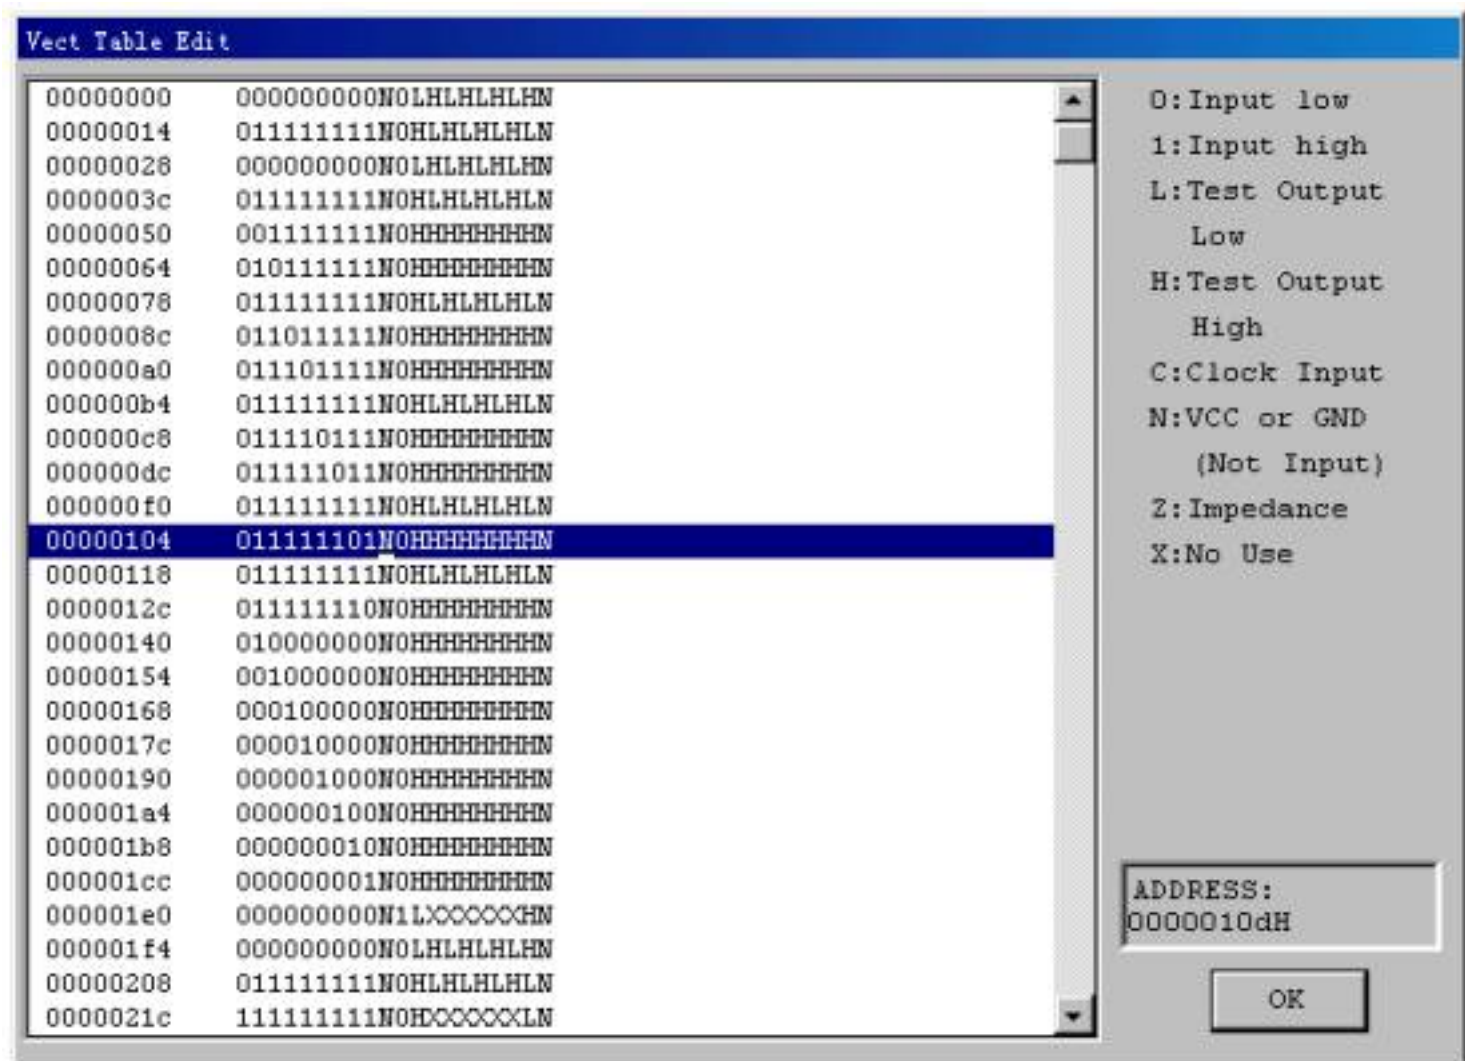 Vect Table Edit
00000000 000000000N0LHLHLHLHN
00000014 011111111N0HLHLHLHLN
00000028 000000000N0LHLHLHLHN
0000003c 011111111N0HLHLHLHLN
00000050 001111111N0HHHHHHHHN
00000064 010111111N0HHHHHHHHN
00000078 011111111N0HLHLHLHLN
0000008c 011011111N0HHHHHHHHN
000000a0 011101111N0HHHHHHHHN
000000b4 011111111N0HLHLHLHLN
000000c8 011110111N0HHHHHHHHN
000000dc 011111011N0HHHHHHHHN
000000f0 011111111N0HLHLHLHLN
00000104 011111101N0HHHHHHHHN
00000118 011111111N0HLHLHLHLN
0000012c 011111110N0HHHHHHHHN
00000140 010000000N0HHHHHHHHN
00000154 001000000N0HHHHHHHHN
00000168 000100000N0HHHHHHHHN
0000017c 000010000N0HHHHHHHHN
00000190 000001000N0HHHHHHHHN
000001a4 000000100N0HHHHHHHHN
000001b8 000000010N0HHHHHHHHN
000001cc 000000001N0HHHHHHHHN
000001e0 000000000N1LXXXXXXHN
000001f4 000000000N0LHLHLHLHN
00000208 011111111N0HLHLHLHLN
0000021c 111111111N0HXXXXXXLN
0:Input low
1:Input high
L:Test Output
Low
H:Test Output
High
C:Clock Input
N:VCC or GND
(Not Input)
Z:Impedance
X:No Use
ADDRESS:
0000010dH
OK